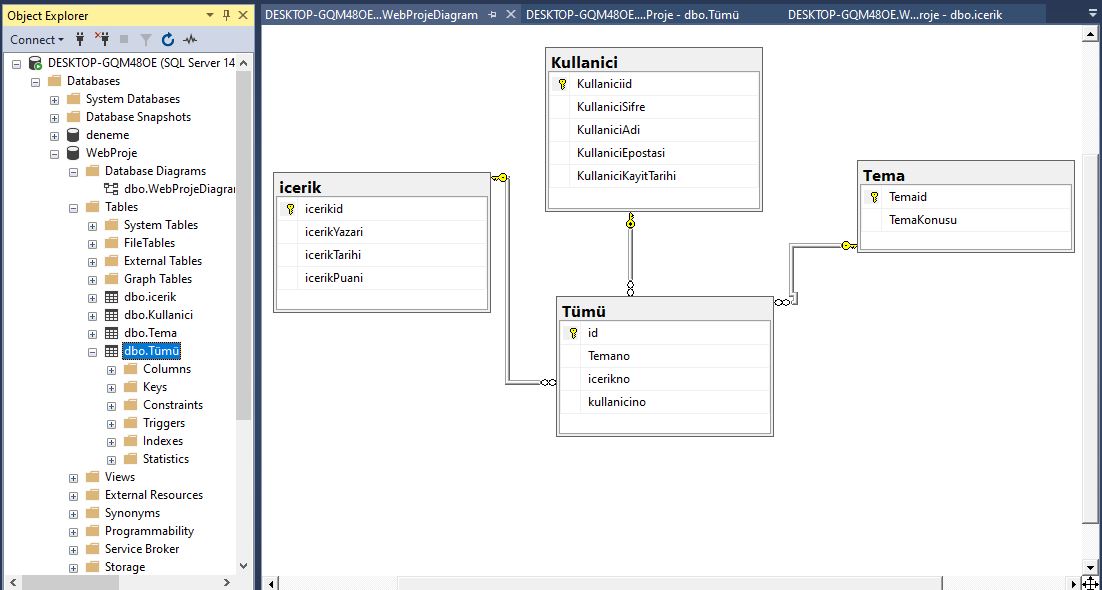 Object Explorer
Connect
DESKTOP-GQM48OE (SQL Server 14
Databases
System Databases
Database Snapshots
deneme
WebProje
Database Diagrams
dbo.WebProjeDiagrar
Tables
System Tables
FileTables
External Tables
Graph Tables
dbo.icerik
dbo.Kullanici
dbo.Tema
dbo.Tümü
Columns
Keys
Constraints
Triggers
Indexes
Statistics
Views
External Resources
Synonyms
Programmability
Service Broker
Storage
DESKTOP-GQM48OE...WebProjeDiagram
DESKTOP-GQM48OE....Proje - dbo.Tümü
DESKTOP-GQM48OE.W...roje - dbo.icerik
Kullanici
Kullaniciid
KullaniciSifre
KullaniciAdi
KullaniciEpostasi
KullaniciKayitTarihi
icerik
icerikid
icerikYazari
icerikTarihi
icerikPuani
Tema
Temaid
TemaKonusu
Tümü
id
Temano
icerikno
kullanicino